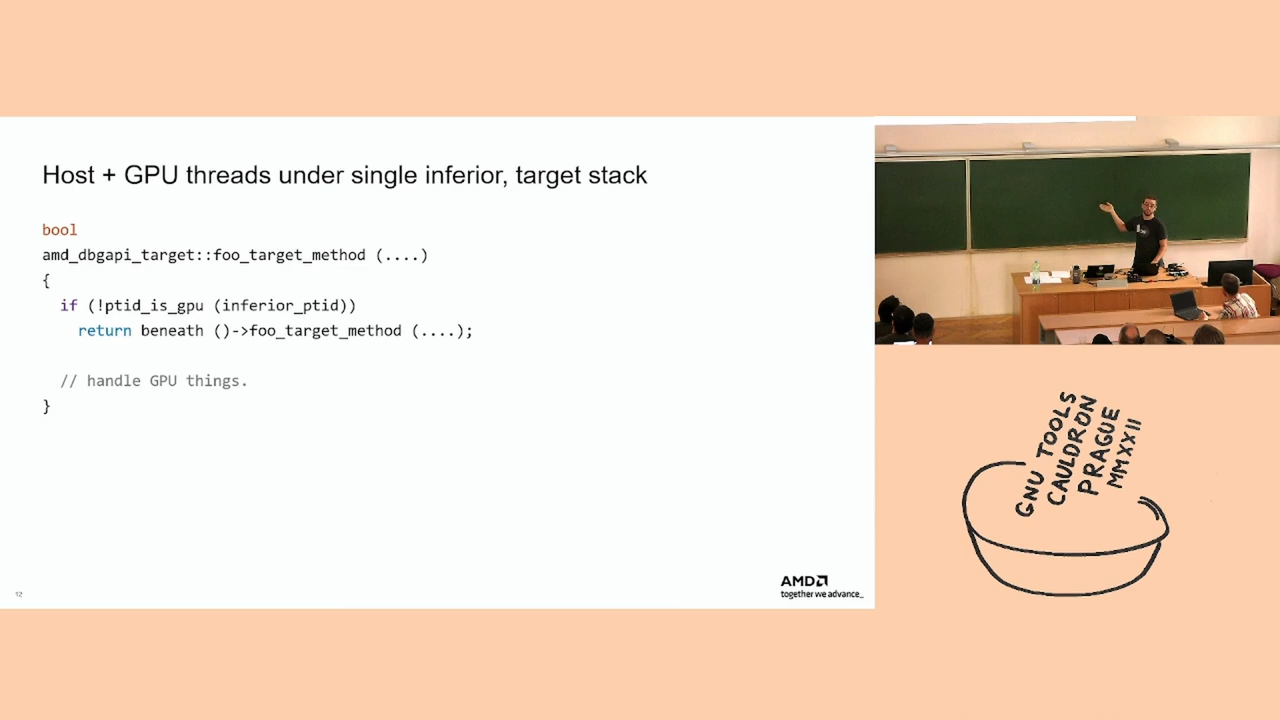 Host + GPU threads under single inferior, target stack
bool
amd_dbgapi_target::foo_target_method (....)
{
if (!ptid_is_gpu (inferior_ptid))
return beneath ()->foo_target_method (....);
// handle GPU things.
}
12
AMD
together we advance_
GNU TOOLS
CAULDRON
PRAGUE
MMXXII